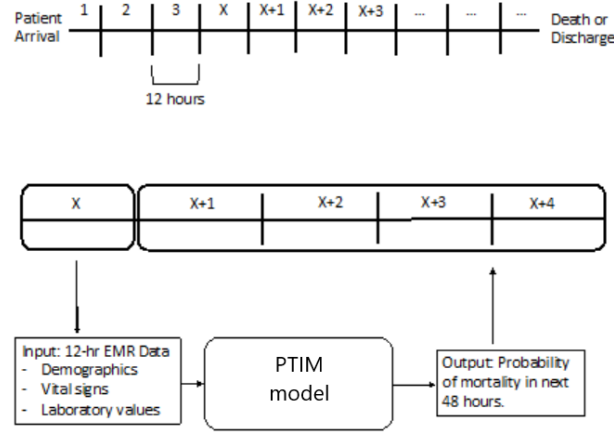 Patient Arrival
1 2 3 X X+1 X+2 X+3 ... ... ...
Death or Discharge
12 hours
X X+1 X+2 X+3 X+4
Input: 12-hr EMR Data
- Demographics
- Vital signs
- Laboratory values
PTIM
model
Output: Probability
of mortality in next
48 hours.